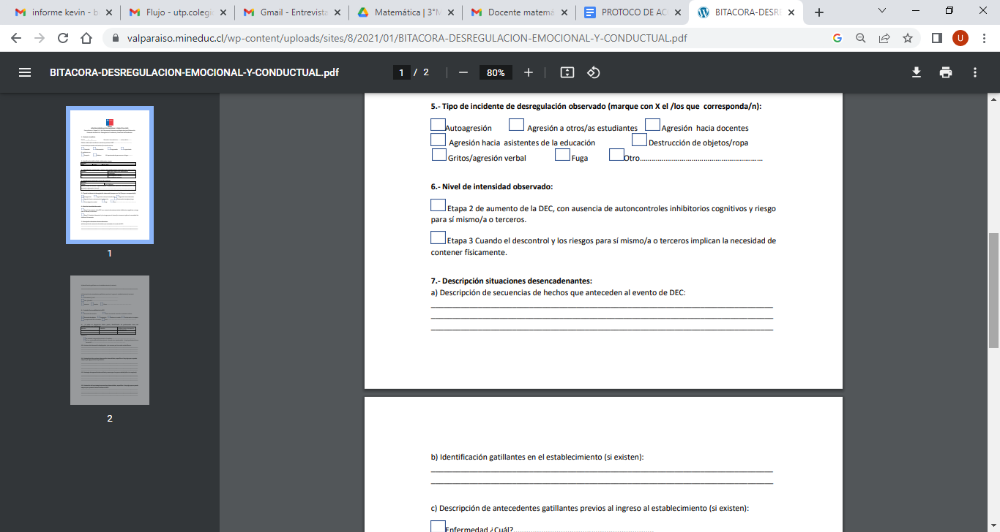 informe kevin - b
Flujo - utp.colegi
Gmail - Entrevista
Matemática | 3°M
Docente matemá
PROTOCO DE AC
BITACORA-DESRE
valparaiso.mineduc.cl/wp-content/uploads/sites/8/2021/01/BITACORA-DESREGULACION-EMOCIONAL-Y-CONDUCTUAL.pdf
U
BITACORA-DESREGULACION-EMOCIONAL-Y-CONDUCTUAL.pdf
1 / 2
80%
1
2
5.- Tipo de incidente de desregulación observado (marque con X el /los que corresponda/n):
Autoagresión Agresión a otros/as estudiantes Agresión hacia docentes
Agresión hacia asistentes de la educación Destrucción de objetos/ropa
Gritos/agresión verbal Fuga Otro..............................................................
6.- Nivel de intensidad observado:
Etapa 2 de aumento de la DEC, con ausencia de autoncontroles inhibitorios cognitivos y riesgo
para sí mismo/a o terceros.
Etapa 3 Cuando el descontrol y los riesgos para sí mismo/a o terceros implican la necesidad de
contener físicamente.
7.- Descripción situaciones desencadenantes:
a) Descripción de secuencias de hechos que anteceden al evento de DEC:
b) Identificación gatillantes en el establecimiento (si existen):
c) Descripción de antecedentes gatillantes previos al ingreso al establecimiento (si existen):
Enfermedad ¿Cuál?......................................................................